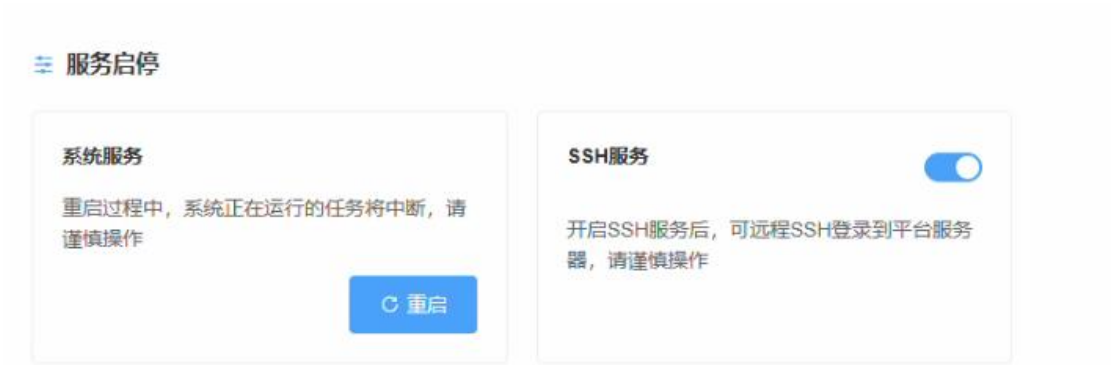 服务启停
系统服务
重启过程中，系统正在运行的任务将中断，请
谨慎操作
重启
SSH服务
开启SSH服务后，可远程SSH登录到平台服务
器，请谨慎操作